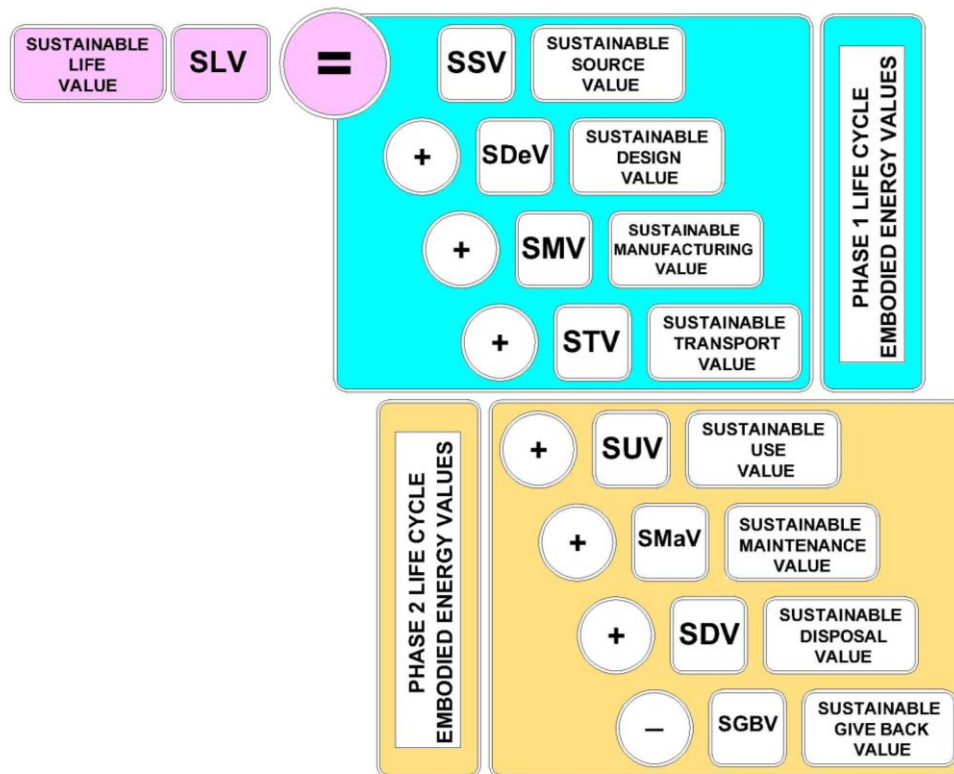 SUSTAINABLE
LIFE
VALUE
SLV
=
SSV
SUSTAINABLE
SOURCE
VALUE
+
SDeV
SUSTAINABLE
DESIGN
VALUE
+
SMV
SUSTAINABLE
MANUFACTURING
VALUE
+
STV
SUSTAINABLE
TRANSPORT
VALUE
PHASE 1 LIFE CYCLE
EMBODIED ENERGY VALUES
PHASE 2 LIFE CYCLE
EMBODIED ENERGY VALUES
+
SUV
SUSTAINABLE
USE
VALUE
+
SMaV
SUSTAINABLE
MAINTENANCE
VALUE
+
SDV
SUSTAINABLE
DISPOSAL
VALUE
–
SGBV
SUSTAINABLE
GIVE BACK
VALUE